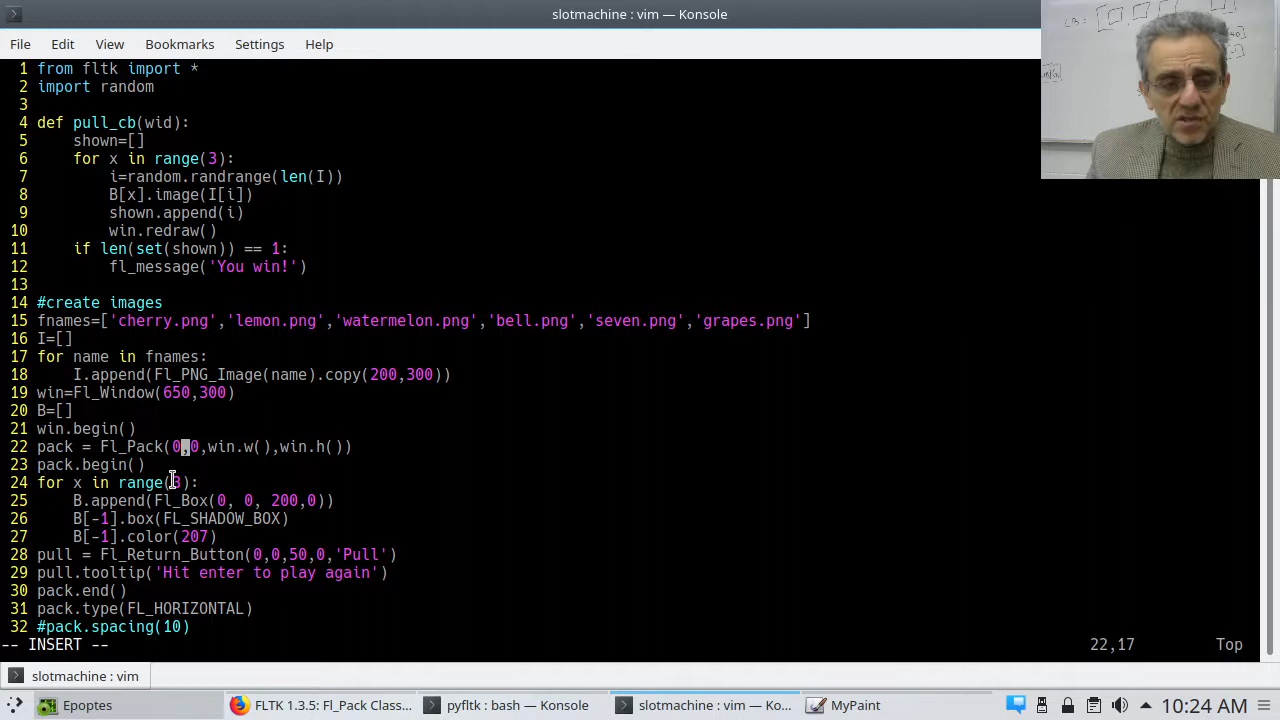 slotmachine : vim — Konsole
File Edit View Bookmarks Settings Help
1 from fltk import *
2 import random
3
4 def pull_cb(wid):
5     shown=[]
6     for x in range(3):
7         i=random.randrange(len(I))
8         B[x].image(I[i])
9         shown.append(i)
10         win.redraw()
11     if len(set(shown)) == 1:
12         fl_message('You win!')
13
14 #create images
15 fnames=['cherry.png','lemon.png','watermelon.png','bell.png','seven.png','grapes.png']
16 I=[]
17 for name in fnames:
18     I.append(Fl_PNG_Image(name).copy(200,300))
19 win=Fl_Window(650,300)
20 B=[]
21 win.begin()
22 pack = Fl_Pack(0,0,win.w(),win.h())
23 pack.begin()
24 for x in range(3):
25     B.append(Fl_Box(0, 0, 200,0))
26     B[-1].box(FL_SHADOW_BOX)
27     B[-1].color(207)
28 pull = Fl_Return_Button(0,0,50,0,'Pull')
29 pull.tooltip('Hit enter to play again')
30 pack.end()
31 pack.type(FL_HORIZONTAL)
32 #pack.spacing(10)
-- INSERT -- 22,17 Top
slotmachine : vim
Epoptes FLTK 1.3.5: Fl_Pack Class... pyfltk : bash — Konsole slotmachine : vim — Ko... MyPaint 10:24 AM